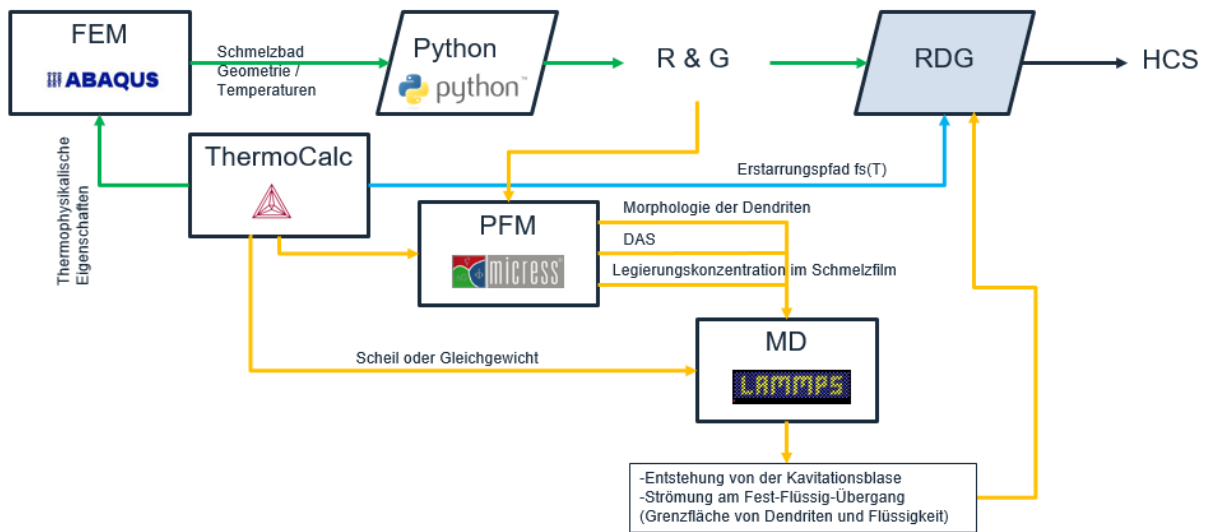 FEM
ABAQUS
Schmelzbad
Geometrie /
Temperaturen
Python
python™
R & G
RDG
HCS
Thermophysikalische
Eigenschaften
ThermoCalc
Erstarrungspfad fs(T)
PFM
micress®
Morphologie der Dendriten
DAS
Legierungskonzentration im Schmelzfilm
Scheil oder Gleichgewicht
MD
LAMMPS
-Entstehung von der Kavitationsblase
-Strömung am Fest-Flüssig-Übergang
(Grenzfläche von Dendriten und Flüssigkeit)